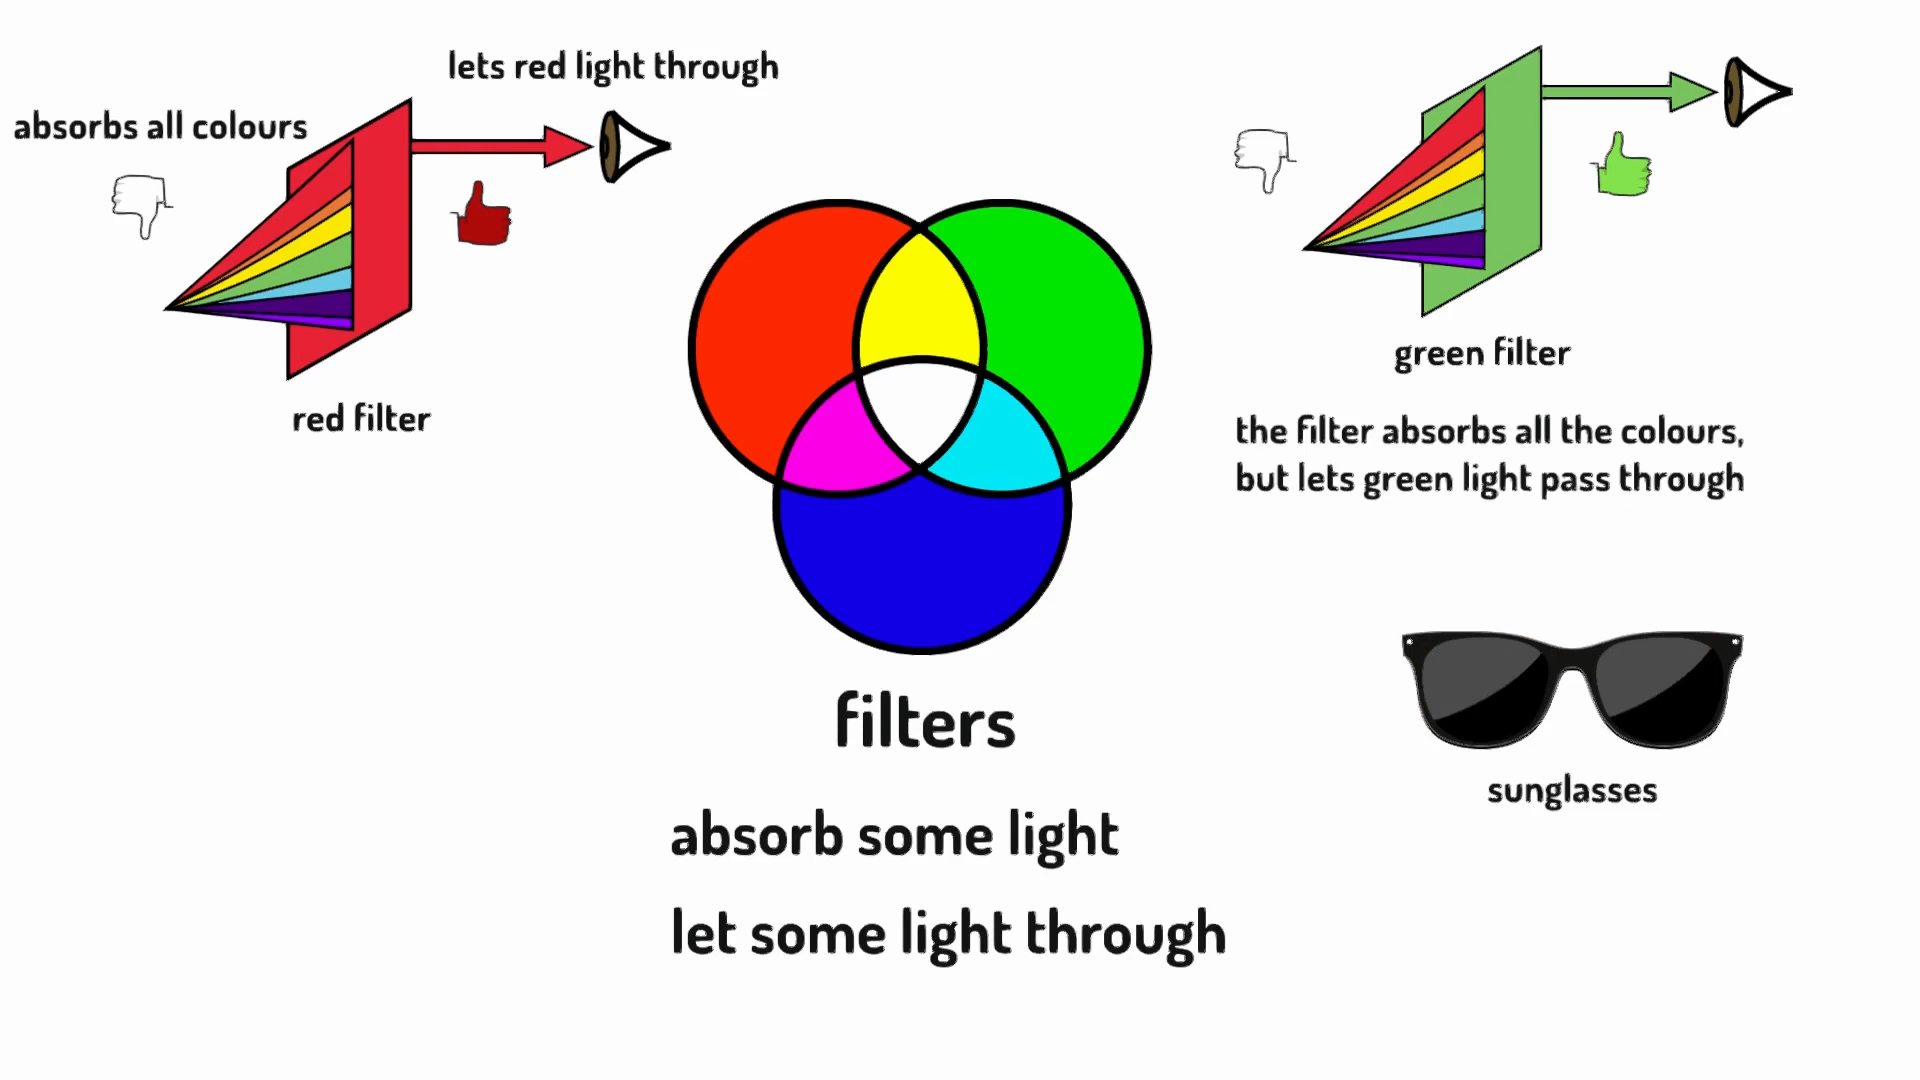 lets red light through
absorbs all colours
red filter
green filter
the filter absorbs all the colours,
but lets green light pass through
filters
absorb some light
let some light through
sunglasses